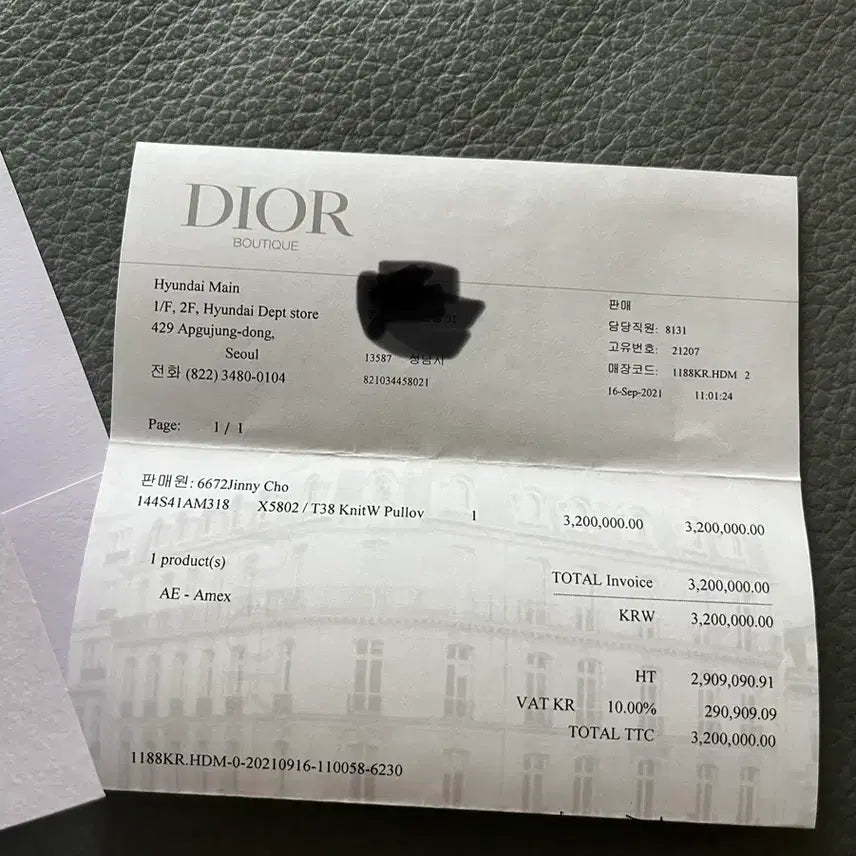 DIOR
BOUTIQUE
Hyundai Main
1/F, 2F, Hyundai Dept store
429 Apgujung-dong,
Seoul
전화 (822) 3480-0104
13587 성남시
821034458021
판매
담당직원: 8131
고유번호: 21207
매장코드: 1188KR.HDM 2
16-Sep-2021 11:01:24
Page: 1 / 1
판매원: 6672Jinny Cho
144S41AM318 X5802 / T38 KnitW Pullov 1 3,200,000.00 3,200,000.00
1 product(s)
TOTAL Invoice 3,200,000.00
AE - Amex
KRW 3,200,000.00
HT 2,909,090.91
VAT KR 10.00% 290,909.09
TOTAL TTC 3,200,000.00
1188KR.HDM-0-20210916-110058-6230